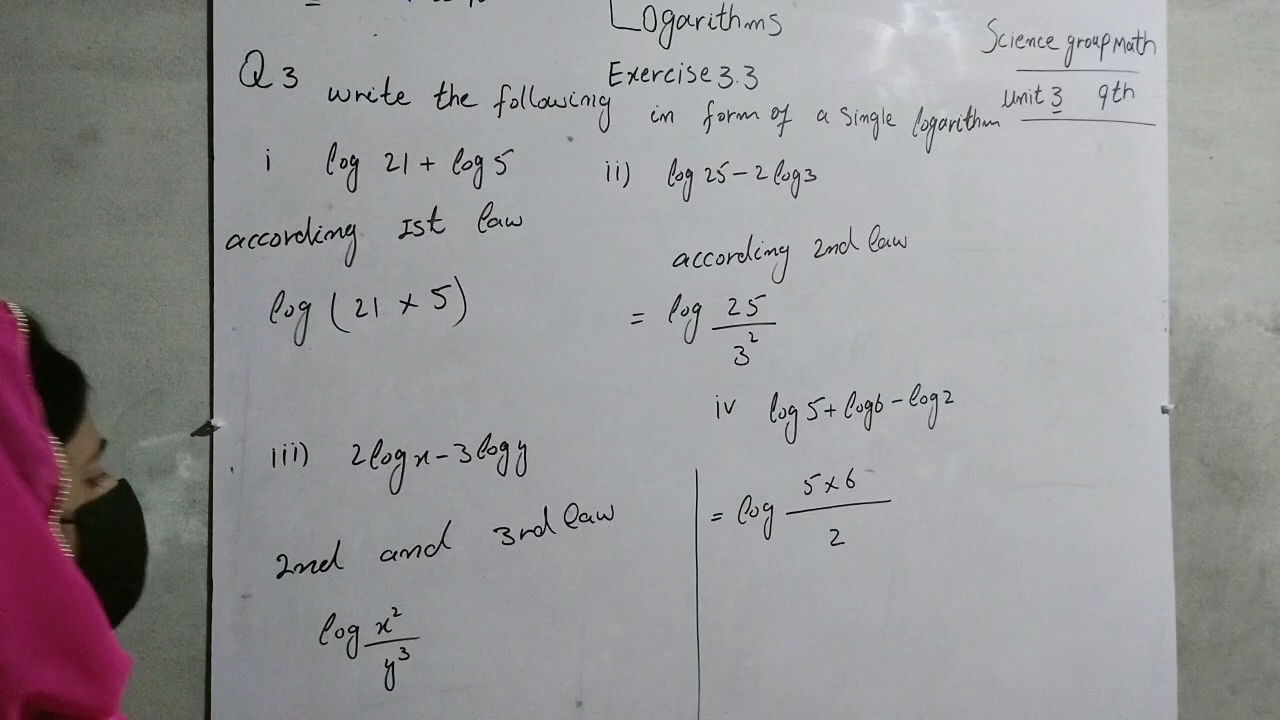 Logarithms
Science group Math
Exercise 3.3
Unit 3 9th
Q 3 write the following in form of a single logarithm
i log 21 + log 5
ii) log 25 - 2 log 3
according Ist law
according 2nd law
log (21 × 5)
= log 25 / 3²
iii) 2 log x - 3 log y
iv log 5 + log 6 - log 2
2nd and 3rd law
= log 5 × 6 / 2
log x² / y³